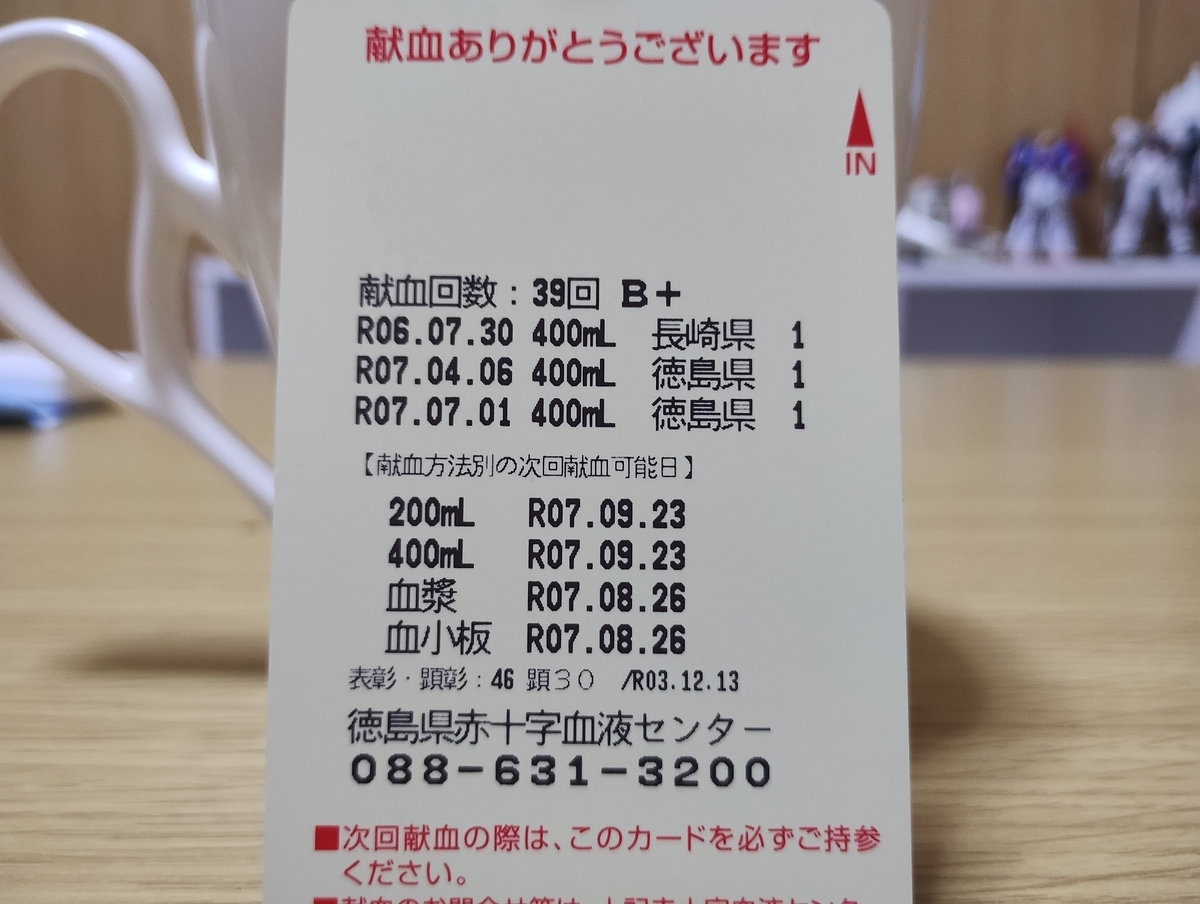 献血ありがとうございます
IN
献血回数：39回 B+
R06.07.30 400mL 長崎県 1
R07.04.06 400mL 徳島県 1
R07.07.01 400mL 徳島県 1
【献血方法別の次回献血可能日】
200mL R07.09.23
400mL R07.09.23
血漿 R07.08.26
血小板 R07.08.26
表彰・顕彰：46 顕30 /R03.12.13
徳島県赤十字血液センター
088-631-3200
■次回献血の際は、このカードを必ずご持参
ください。